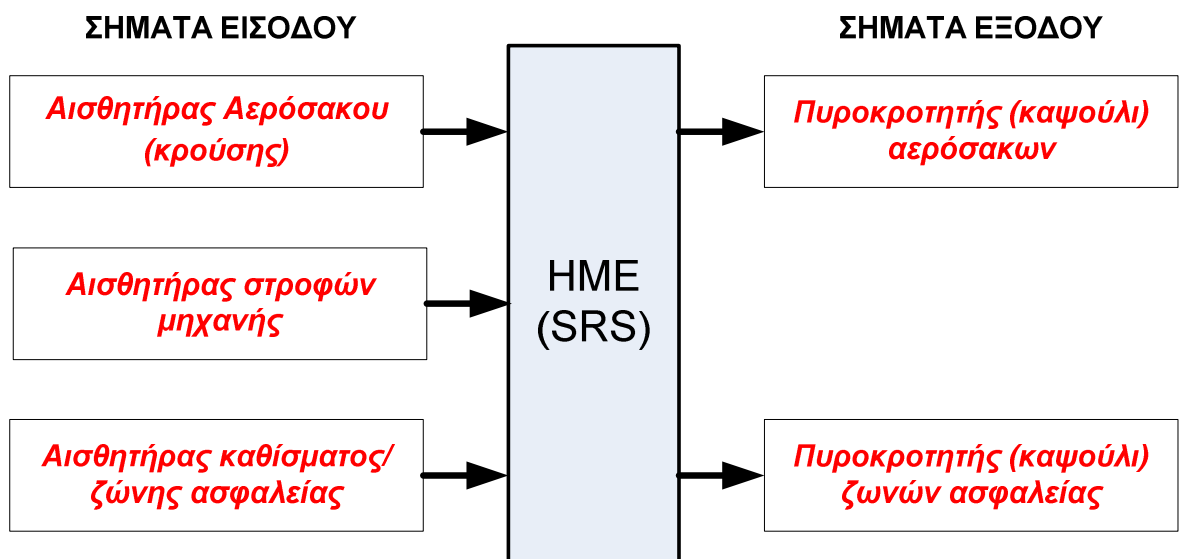 ΣΗΜΑΤΑ ΕΙΣΟΔΟΥ
Αισθητήρας Αερόσακου
(κρούσης)
Αισθητήρας στροφών
μηχανής
Αισθητήρας καθίσματος/
ζώνης ασφαλείας
ΗΜΕ
(SRS)
ΣΗΜΑΤΑ ΕΞΟΔΟΥ
Πυροκροτητής (καψούλι)
αερόσακων
Πυροκροτητής (καψούλι)
ζωνών ασφαλείας